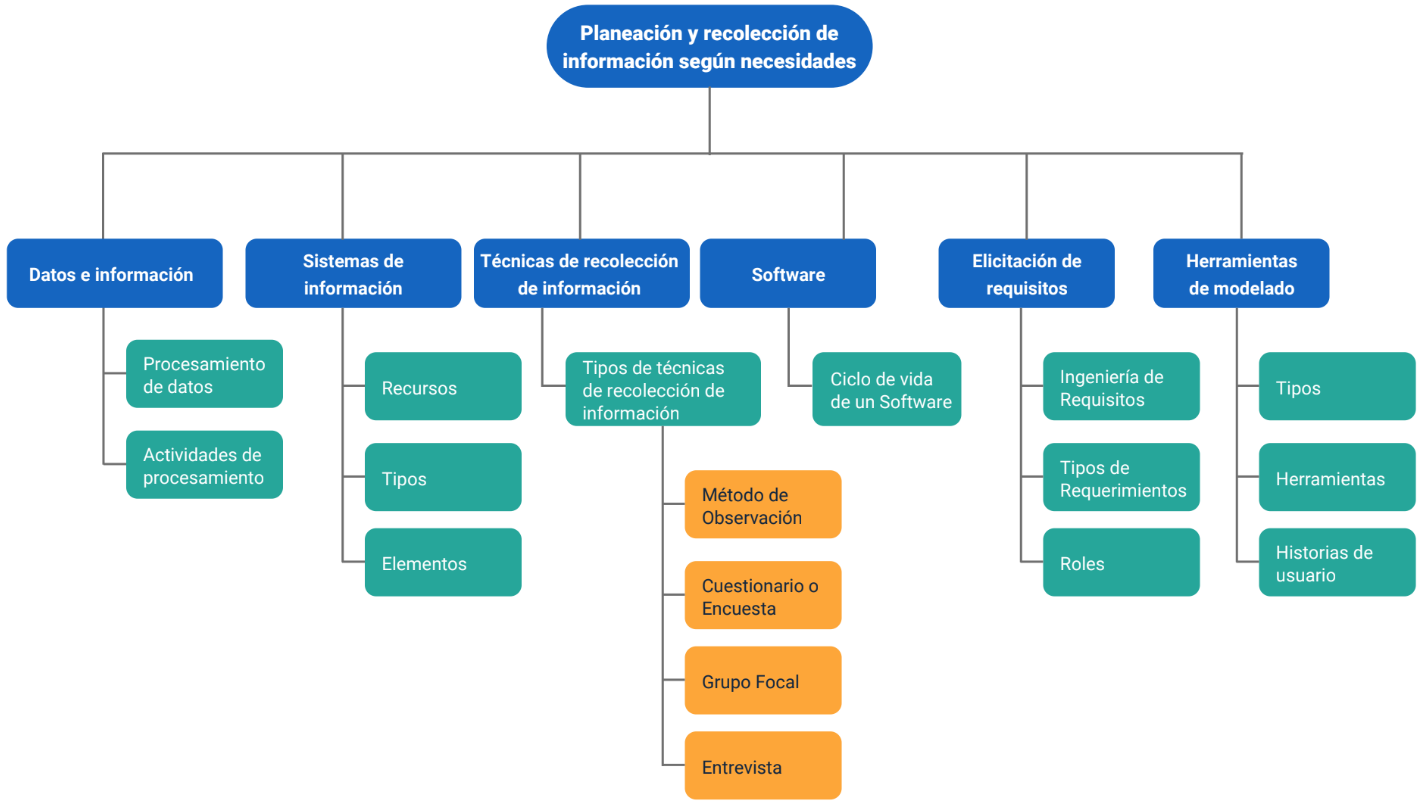 Planeación y recolección de
información según necesidades
Datos e información
Procesamiento
de datos
Actividades de
procesamiento
Sistemas de
información
Recursos
Tipos
Elementos
Técnicas de recolección
de información
Tipos de técnicas
de recolección de
información
Método de
Observación
Cuestionario o
Encuesta
Grupo Focal
Entrevista
Software
Ciclo de vida
de un Software
Elicitación de
requisitos
Ingeniería de
Requisitos
Tipos de
Requerimientos
Roles
Herramientas
de modelado
Tipos
Herramientas
Historias de
usuario